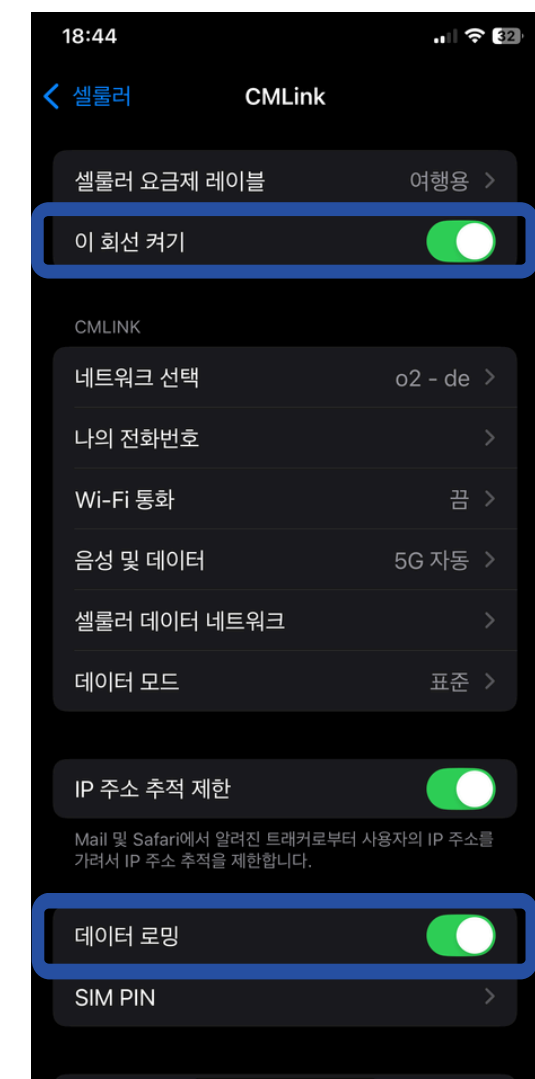 18:44
32
셀룰러
CMLink
셀룰러 요금제 레이블
여행용
이 회선 켜기
CMLINK
네트워크 선택
o2 - de
나의 전화번호
Wi-Fi 통화
끔
음성 및 데이터
5G 자동
셀룰러 데이터 네트워크
데이터 모드
표준
IP 주소 추적 제한
Mail 및 Safari에서 알려진 트래커로부터 사용자의 IP 주소를
가려서 IP 주소 추적을 제한합니다.
데이터 로밍
SIM PIN